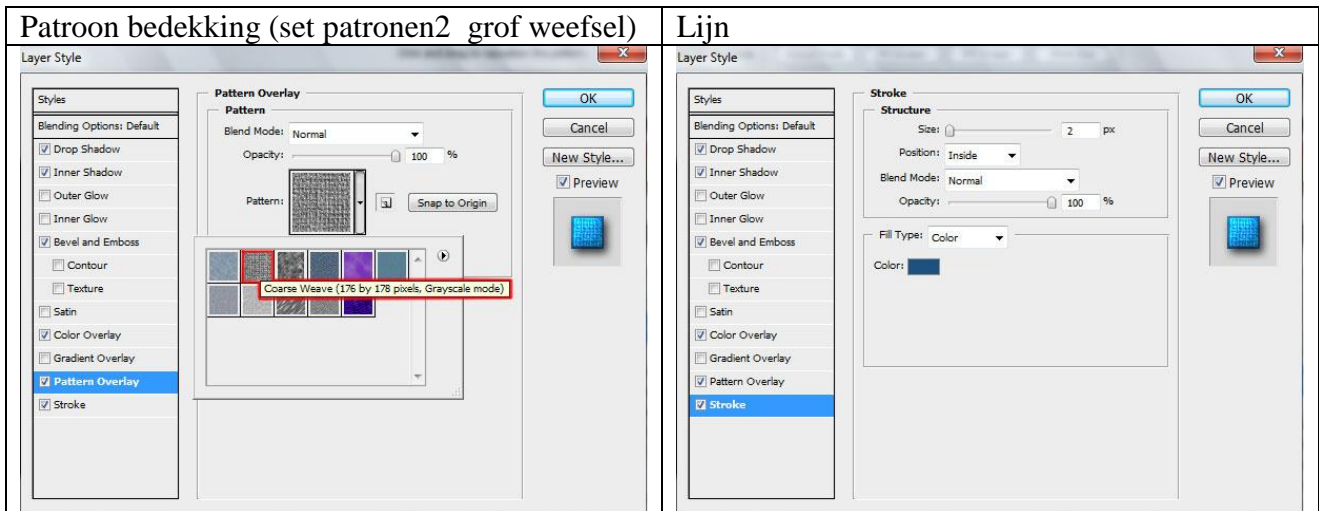 Patroon bedekking (set patronen2 grof weefsel)
Layer Style
Styles
Blending Options: Default
Drop Shadow
Inner Shadow
Outer Glow
Inner Glow
Bevel and Emboss
Contour
Texture
Satin
Color Overlay
Gradient Overlay
Pattern Overlay
Stroke
Pattern Overlay
Pattern
Blend Mode: Normal
Opacity: 100 %
Pattern:
Snap to Origin
Coarse Weave (176 by 178 pixels, Grayscale mode)
OK
Cancel
New Style...
Preview
Lijn
Layer Style
Styles
Blending Options: Default
Drop Shadow
Inner Shadow
Outer Glow
Inner Glow
Bevel and Emboss
Contour
Texture
Satin
Color Overlay
Gradient Overlay
Pattern Overlay
Stroke
Stroke
Structure
Size: 2 px
Position: Inside
Blend Mode: Normal
Opacity: 100 %
Fill Type: Color
Color:
OK
Cancel
New Style...
Preview